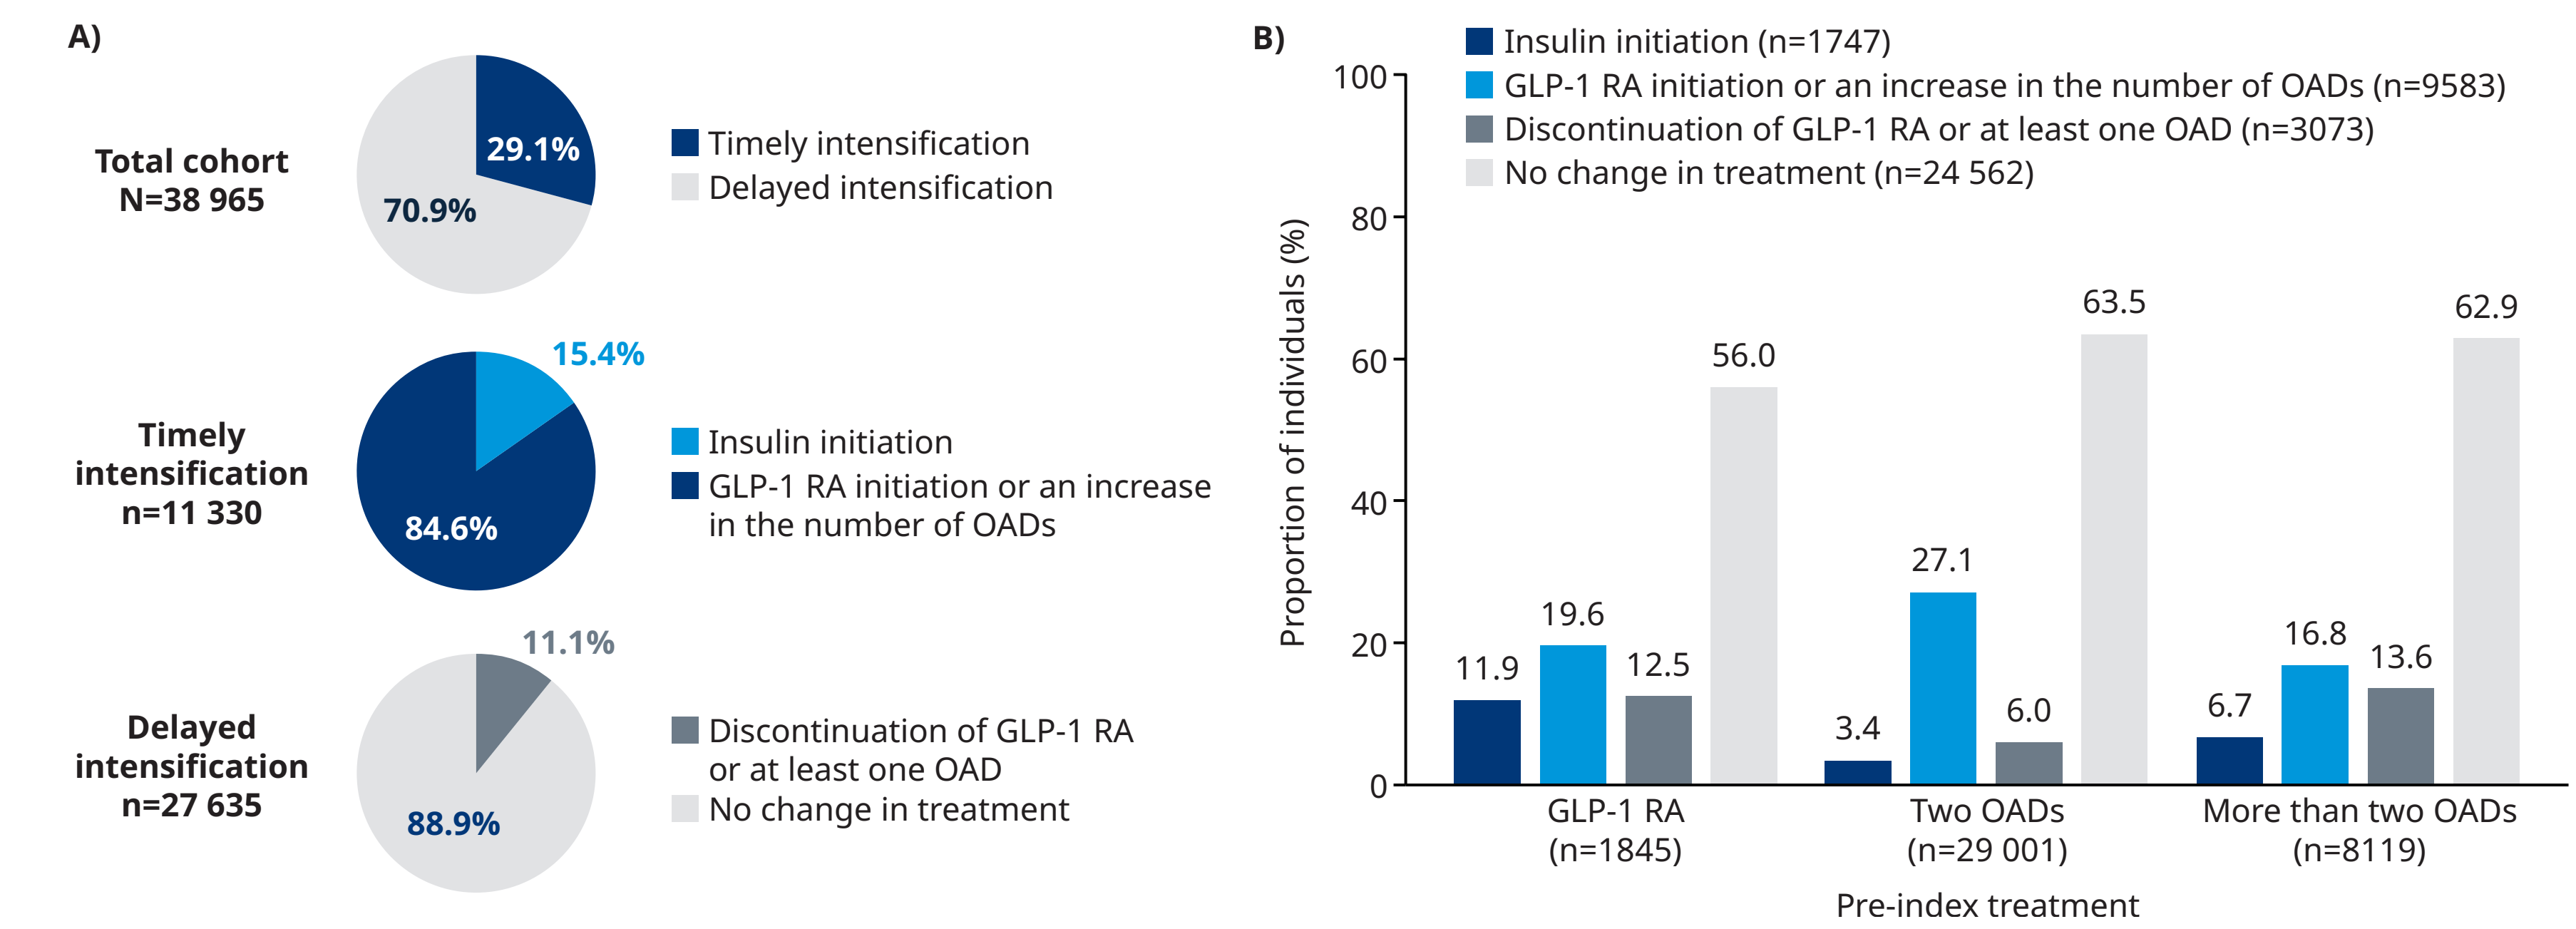 A)
Total cohort
N=38 965
29.1%
70.9%
Timely intensification
Delayed intensification
Timely
intensification
n=11 330
15.4%
84.6%
Insulin initiation
GLP-1 RA initiation or an increase
in the number of OADs
Delayed
intensification
n=27 635
11.1%
88.9%
Discontinuation of GLP-1 RA
or at least one OAD
No change in treatment
B)
Insulin initiation (n=1747)
GLP-1 RA initiation or an increase in the number of OADs (n=9583)
Discontinuation of GLP-1 RA or at least one OAD (n=3073)
No change in treatment (n=24 562)
Proportion of individuals (%)
100
80
60
40
20
0
11.9
19.6
12.5
56.0
3.4
27.1
6.0
63.5
6.7
16.8
13.6
62.9
GLP-1 RA
(n=1845)
Two OADs
(n=29 001)
More than two OADs
(n=8119)
Pre-index treatment